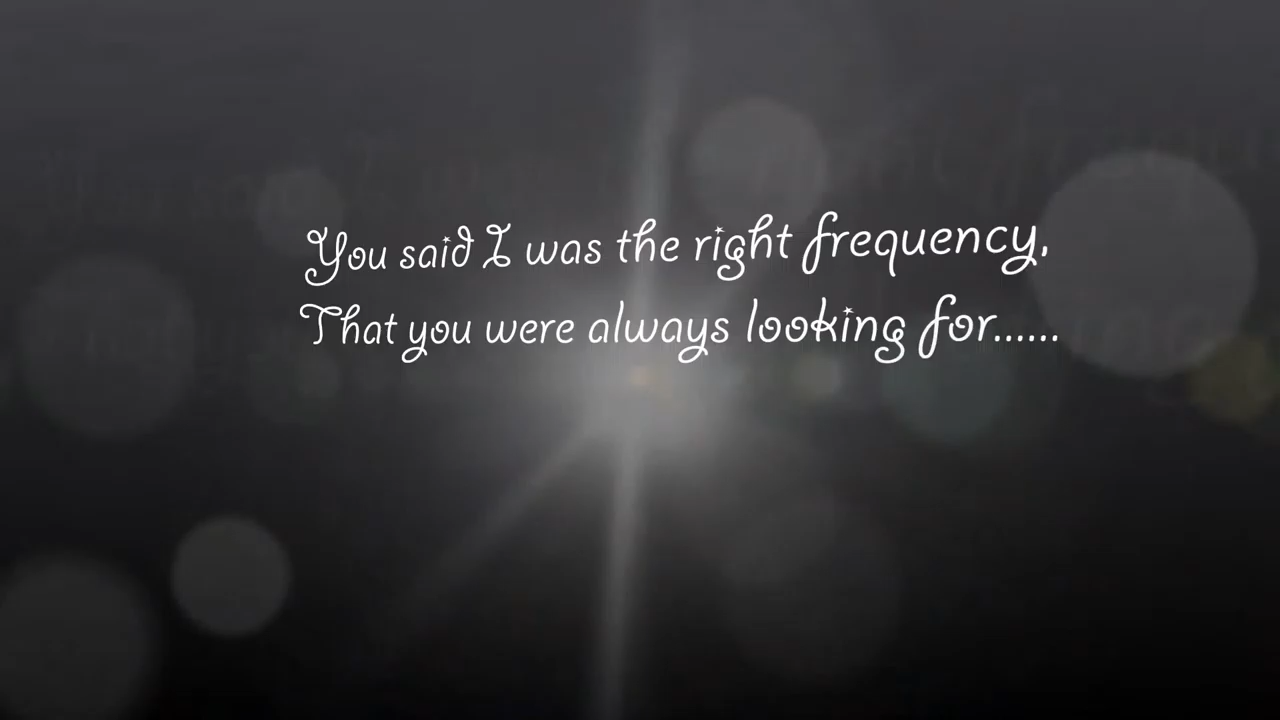 You said I was the right frequency,
That you were always looking for......